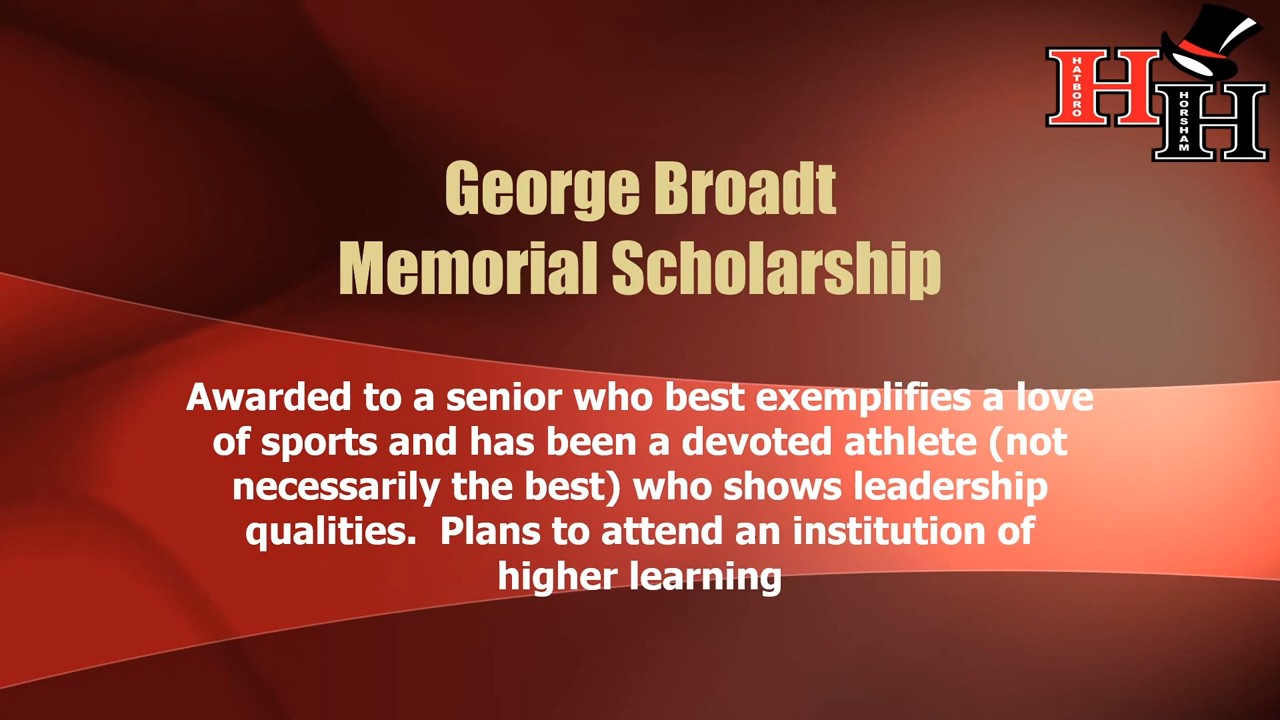 HATBORO
HORSHAM
HH
George Broadt
Memorial Scholarship
Awarded to a senior who best exemplifies a love
of sports and has been a devoted athlete (not
necessarily the best) who shows leadership
qualities.  Plans to attend an institution of
higher learning